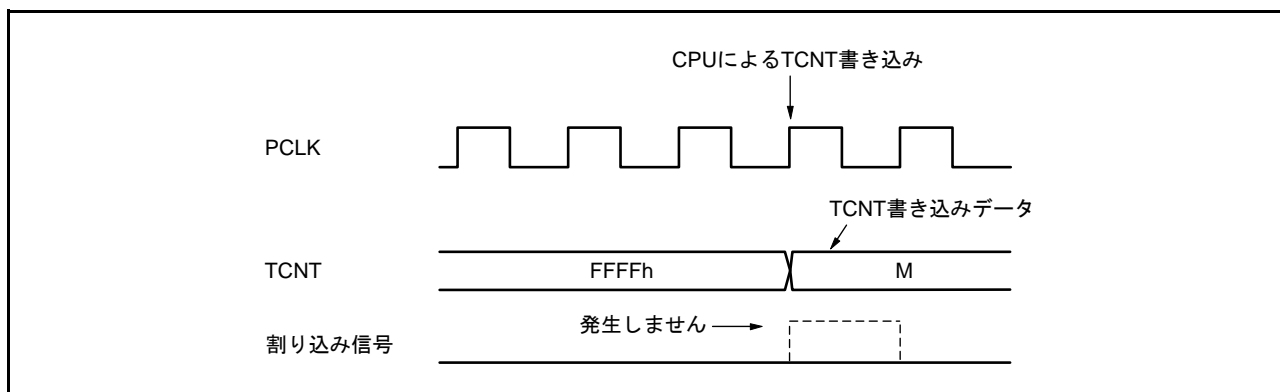 CPUによるTCNT書き込み
PCLK
TCNT書き込みデータ
TCNT
FFFFh
M
発生しません
割り込み信号